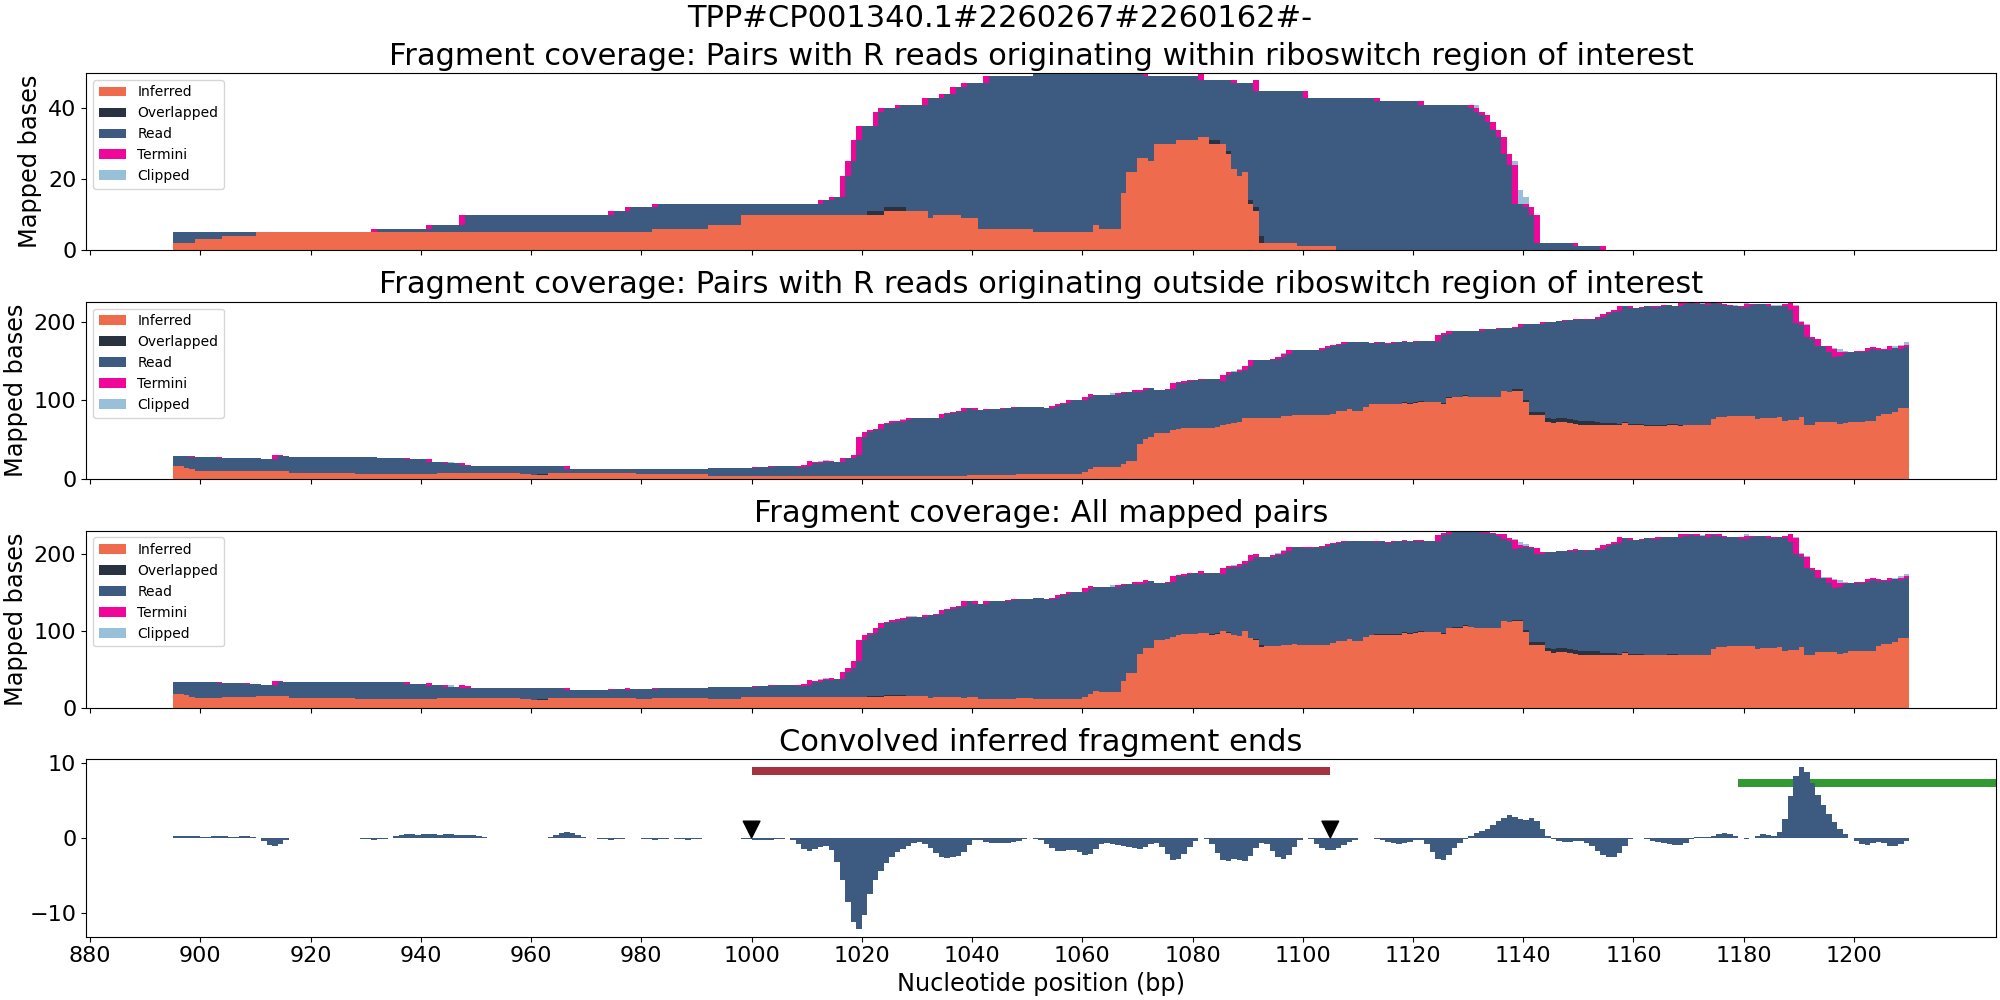 TPP#CP001340.1#2260267#2260162#-
Fragment coverage: Pairs with R reads originating within riboswitch region of interest
Mapped bases
40
20
0
Inferred
Overlapped
Read
Termini
Clipped
Fragment coverage: Pairs with R reads originating outside riboswitch region of interest
Mapped bases
200
100
0
Inferred
Overlapped
Read
Termini
Clipped
Fragment coverage: All mapped pairs
Mapped bases
200
100
0
Inferred
Overlapped
Read
Termini
Clipped
Convolved inferred fragment ends
10
0
−10
880 900 920 940 960 980 1000 1020 1040 1060 1080 1100 1120 1140 1160 1180 1200
Nucleotide position (bp)